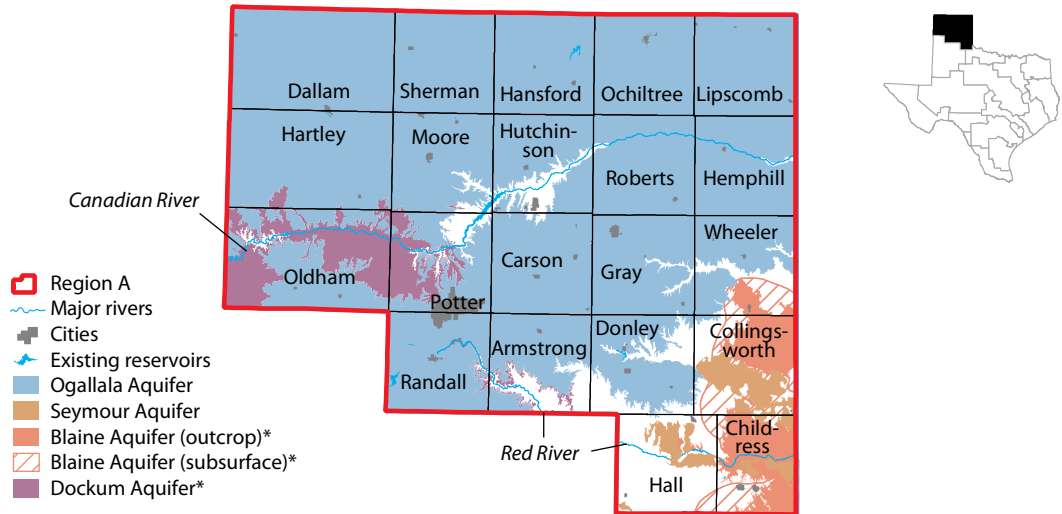 Dallam
Sherman
Hansford
Ochiltree
Lipscomb
Hartley
Moore
Hutchin-
son
Roberts
Hemphill
Canadian River
Oldham
Potter
Carson
Gray
Wheeler
Randall
Armstrong
Donley
Collings-
worth
Red River
Hall
Child-
ress
Region A
Major rivers
Cities
Existing reservoirs
Ogallala Aquifer
Seymour Aquifer
Blaine Aquifer (outcrop)*
Blaine Aquifer (subsurface)*
Dockum Aquifer*